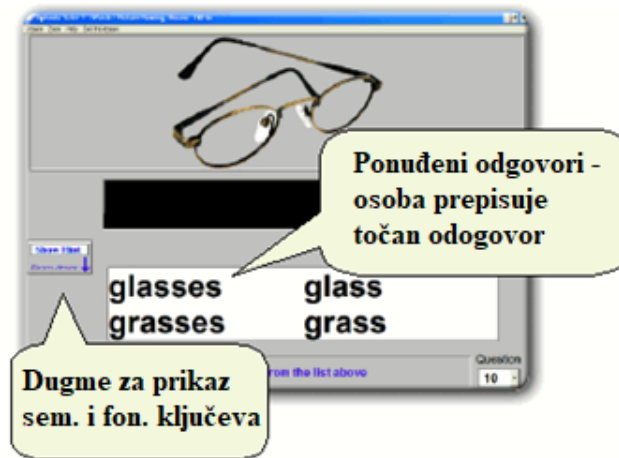 Ponuđeni odgovori -
osoba prepisuje
točan odogovor
Show Hint
glasses glass
grasses grass
Dugme za prikaz
sem. i fon. ključeva
from the list above
Question
10